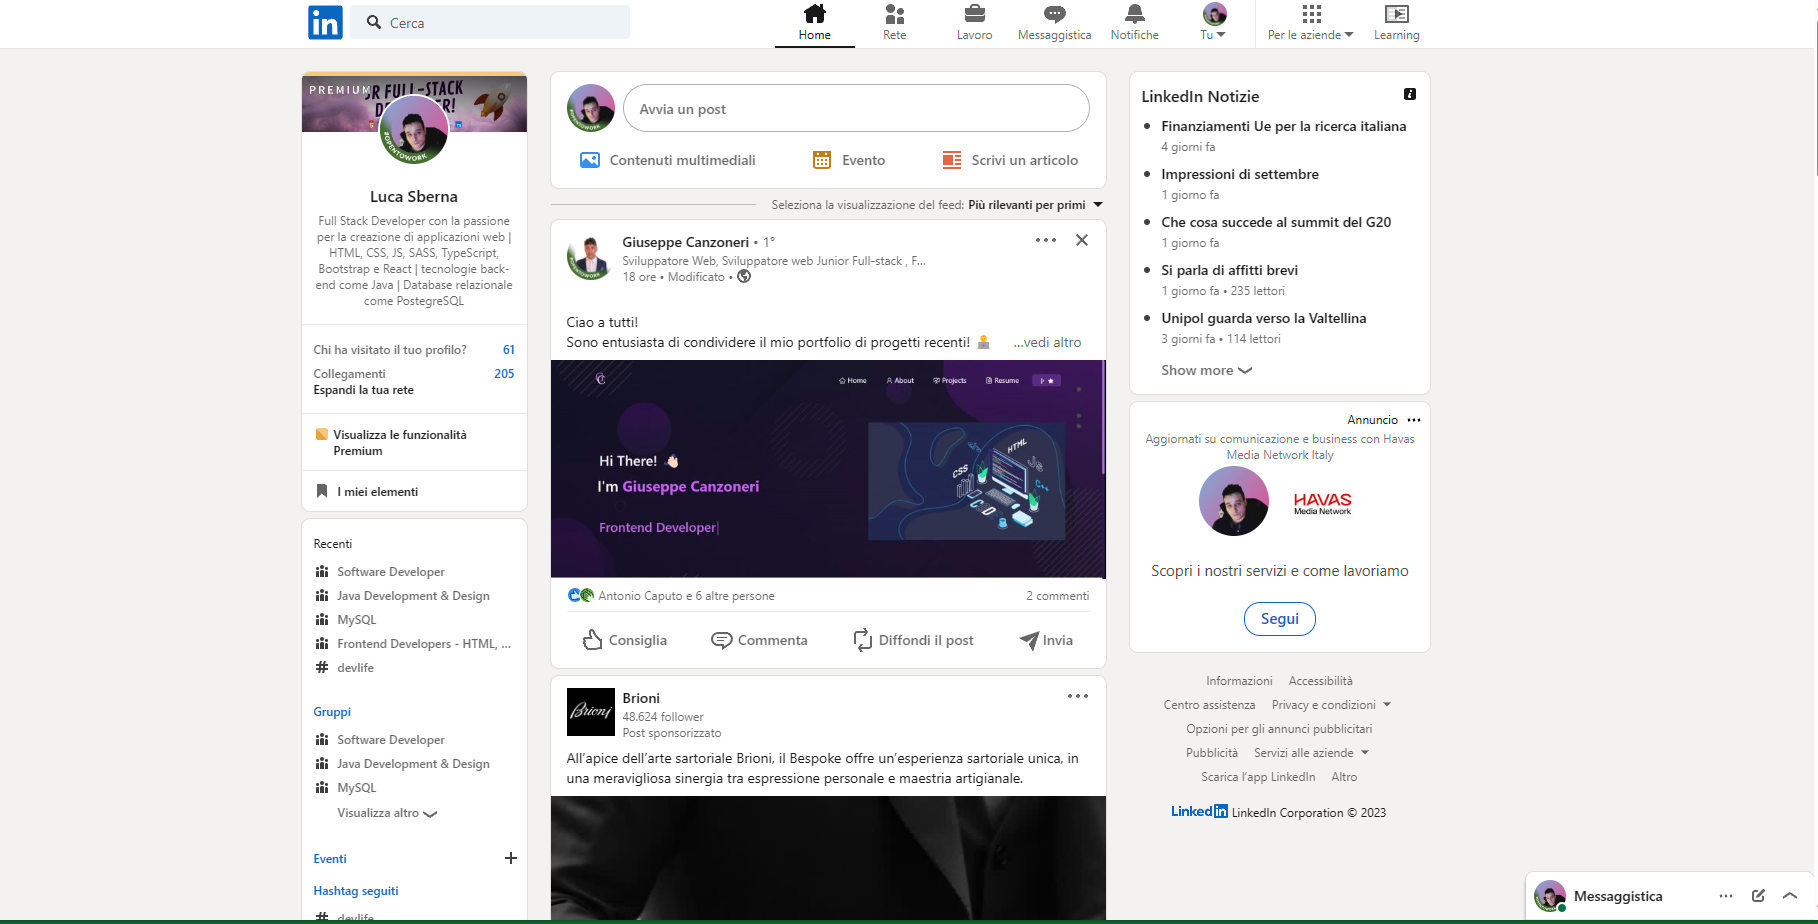 in
Cerca
Home
Rete
Lavoro
Messaggistica
Notifiche
Tu
Per le aziende
Learning
PREMIUM
OR FULL-STACK
#OPENTOWORK
Luca Sberna
Full Stack Developer con la passione
per la creazione di applicazioni web |
HTML, CSS, JS, SASS, TypeScript,
Bootstrap e React | tecnologie back-
end come Java | Database relazionale
come PostegreSQL
Chi ha visitato il tuo profilo? 61
Collegamenti 205
Espandi la tua rete
Visualizza le funzionalità
Premium
I miei elementi
Recenti
Software Developer
Java Development & Design
MySQL
Frontend Developers - HTML, ...
# devlife
Gruppi
Software Developer
Java Development & Design
MySQL
Visualizza altro
Eventi +
Hashtag seguiti
# devlife
Avvia un post
Contenuti multimediali
Evento
Scrivi un articolo
Seleziona la visualizzazione del feed: Più rilevanti per primi
Giuseppe Canzoneri • 1°
Sviluppatore Web, Sviluppatore web Junior Full-stack , F...
18 ore • Modificato •
Ciao a tutti!
Sono entusiasta di condividere il mio portfolio di progetti recenti! ...vedi altro
Home
About
Projects
Resume
Hi There!
I'm Giuseppe Canzoneri
Frontend Developer|
HTML
CSS
JS
C++
Antonio Caputo e 6 altre persone
2 commenti
Consiglia
Commenta
Diffondi il post
Invia
Brioni
Brioni
48.624 follower
Post sponsorizzato
All’apice dell’arte sartoriale Brioni, il Bespoke offre un’esperienza sartoriale unica, in
una meravigliosa sinergia tra espressione personale e maestria artigianale.
LinkedIn Notizie
Finanziamenti Ue per la ricerca italiana
4 giorni fa
Impressioni di settembre
1 giorno fa
Che cosa succede al summit del G20
1 giorno fa
Si parla di affitti brevi
1 giorno fa • 235 lettori
Unipol guarda verso la Valtellina
3 giorni fa • 114 lettori
Show more
Annuncio
Aggiornati su comunicazione e business con Havas
Media Network Italy
HAVAS
Media Network
Scopri i nostri servizi e come lavoriamo
Segui
Informazioni
Accessibilità
Centro assistenza
Privacy e condizioni
Opzioni per gli annunci pubblicitari
Pubblicità
Servizi alle aziende
Scarica l’app LinkedIn
Altro
LinkedIn LinkedIn Corporation © 2023
Messaggistica